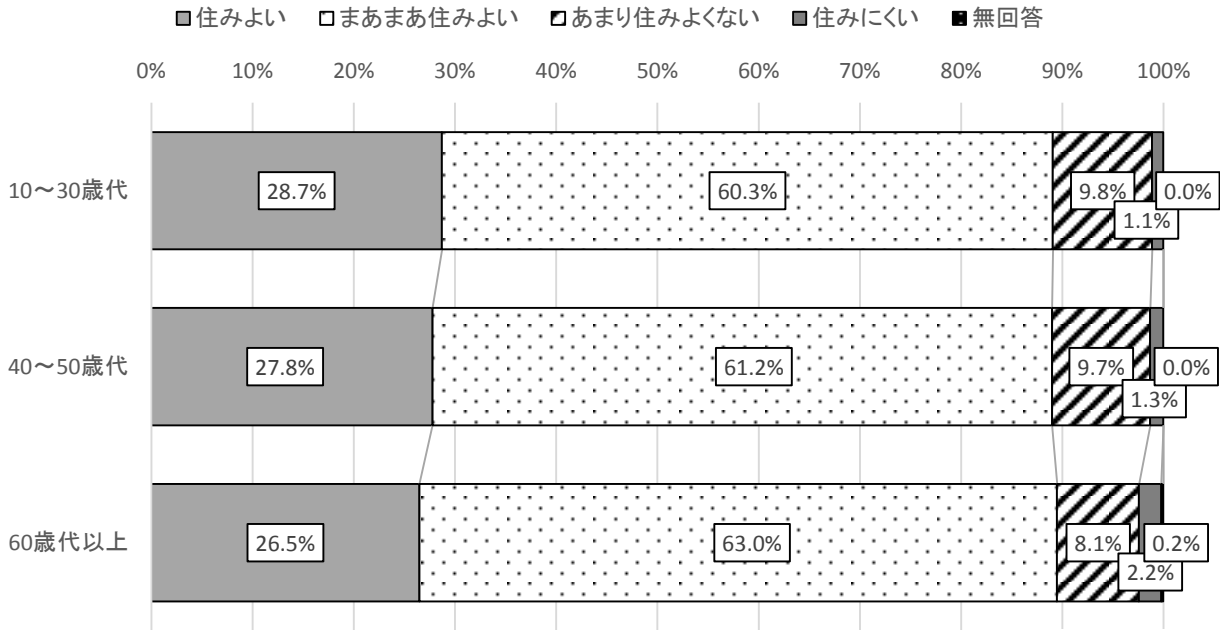 住みよい まあまあ住みよい あまり住みよくない 住みにくい 無回答
0% 10% 20% 30% 40% 50% 60% 70% 80% 90% 100%
10～30歳代 28.7% 60.3% 9.8% 1.1% 0.0%
40～50歳代 27.8% 61.2% 9.7% 1.3% 0.0%
60歳代以上 26.5% 63.0% 8.1% 2.2% 0.2%